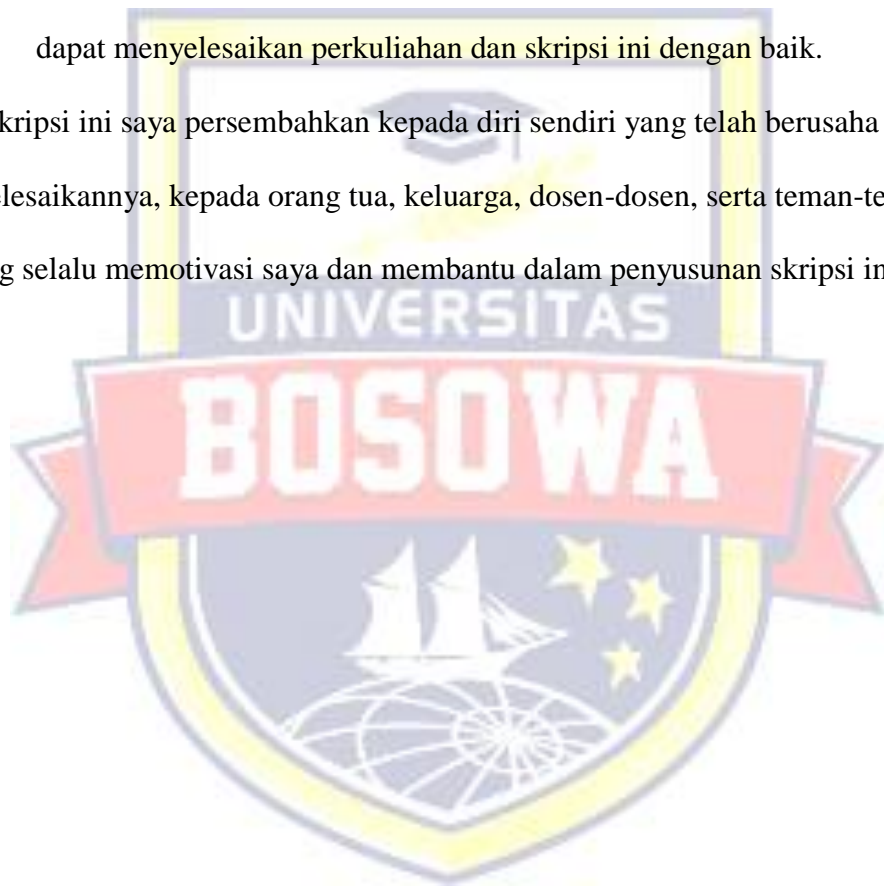 dapat menyelesaikan perkuliahan dan skripsi ini dengan baik.
kripsi ini saya persembahkan kepada diri sendiri yang telah berusaha
lesaikannya, kepada orang tua, keluarga, dosen-dosen, serta teman-te
g selalu memotivasi saya dan membantu dalam penyusunan skripsi in
UNIVERSITAS
BOSOWA